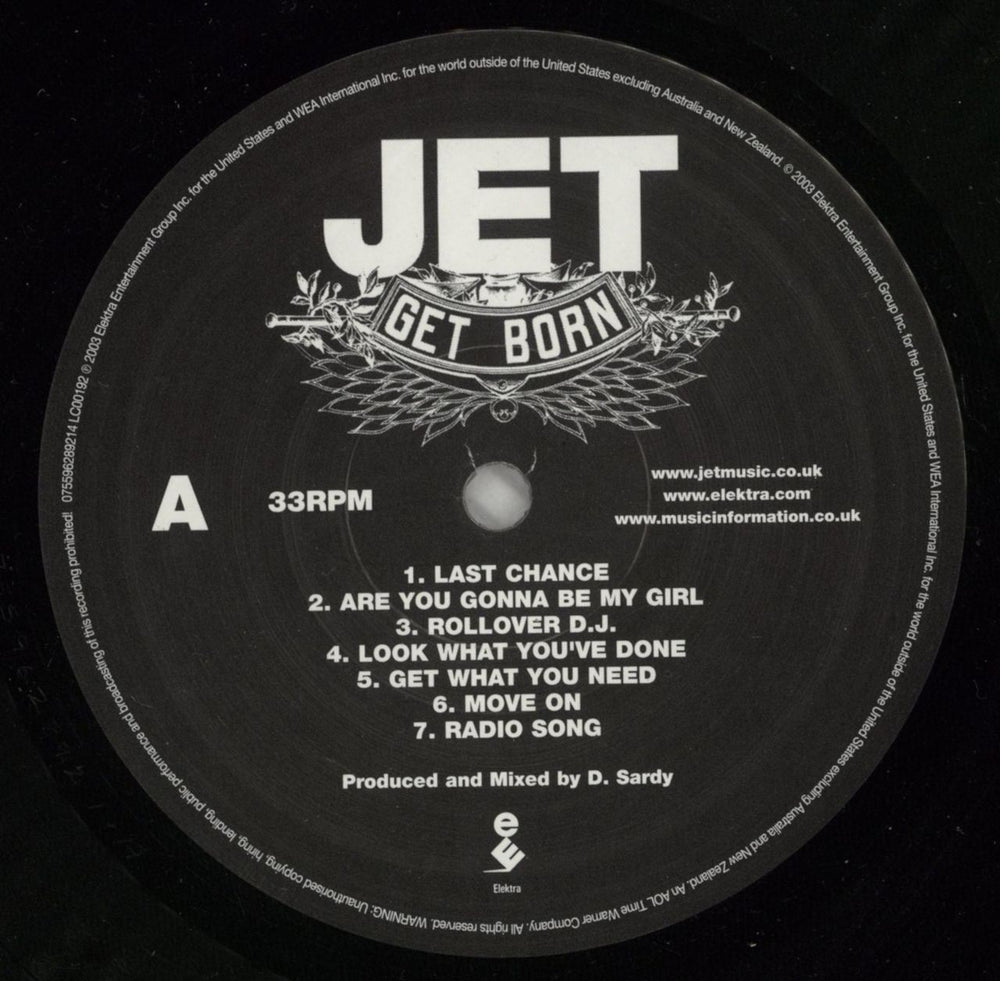 JET
GET BORN
A
33RPM
www.jetmusic.co.uk
www.elektra.com
www.musicinformation.co.uk
1. LAST CHANCE
2. ARE YOU GONNA BE MY GIRL
3. ROLLOVER D.J.
4. LOOK WHAT YOU'VE DONE
5. GET WHAT YOU NEED
6. MOVE ON
7. RADIO SONG
Produced and Mixed by D. Sardy
e
E
Elektra
075596289214 LC00192 ℗ 2003 Elektra Entertainment Group Inc. for the United States and WEA International Inc. for the world outside of the United States excluding Australia and New Zealand. © 2003 Elektra Entertainment Group Inc. for the United States and WEA International Inc. for the world outside of the United States excluding Australia and New Zealand. An AOL Time Warner Company. All rights reserved. WARNING: Unauthorised copying, hiring, lending, public performance and broadcasting of this recording prohibited!